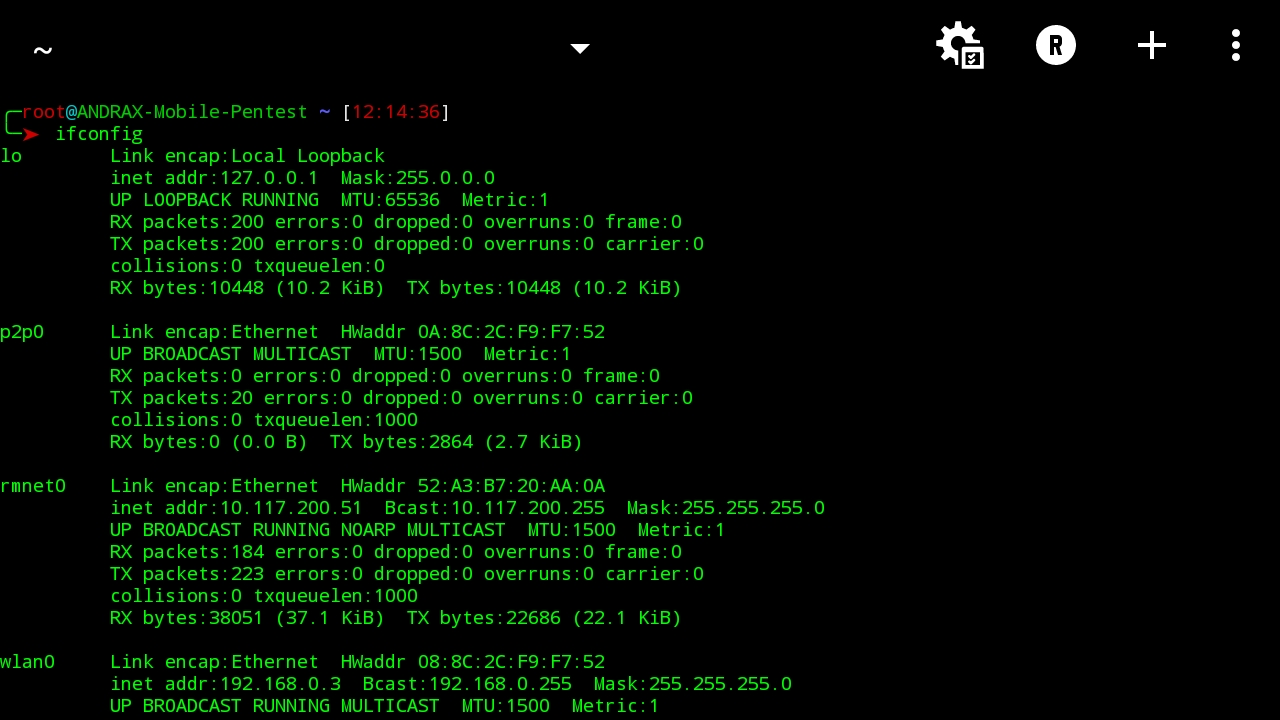 ~
R
root@ANDRAX-Mobile-Pentest ~ [12:14:36]
ifconfig
lo        Link encap:Local Loopback
          inet addr:127.0.0.1  Mask:255.0.0.0
          UP LOOPBACK RUNNING  MTU:65536  Metric:1
          RX packets:200 errors:0 dropped:0 overruns:0 frame:0
          TX packets:200 errors:0 dropped:0 overruns:0 carrier:0
          collisions:0 txqueuelen:0
          RX bytes:10448 (10.2 KiB)  TX bytes:10448 (10.2 KiB)
p2p0      Link encap:Ethernet  HWaddr 0A:8C:2C:F9:F7:52
          UP BROADCAST MULTICAST  MTU:1500  Metric:1
          RX packets:0 errors:0 dropped:0 overruns:0 frame:0
          TX packets:20 errors:0 dropped:0 overruns:0 carrier:0
          collisions:0 txqueuelen:1000
          RX bytes:0 (0.0 B)  TX bytes:2864 (2.7 KiB)
rmnet0    Link encap:Ethernet  HWaddr 52:A3:B7:20:AA:0A
          inet addr:10.117.200.51  Bcast:10.117.200.255  Mask:255.255.255.0
          UP BROADCAST RUNNING NOARP MULTICAST  MTU:1500  Metric:1
          RX packets:184 errors:0 dropped:0 overruns:0 frame:0
          TX packets:223 errors:0 dropped:0 overruns:0 carrier:0
          collisions:0 txqueuelen:1000
          RX bytes:38051 (37.1 KiB)  TX bytes:22686 (22.1 KiB)
wlan0     Link encap:Ethernet  HWaddr 08:8C:2C:F9:F7:52
          inet addr:192.168.0.3  Bcast:192.168.0.255  Mask:255.255.255.0
          UP BROADCAST RUNNING MULTICAST  MTU:1500  Metric:1